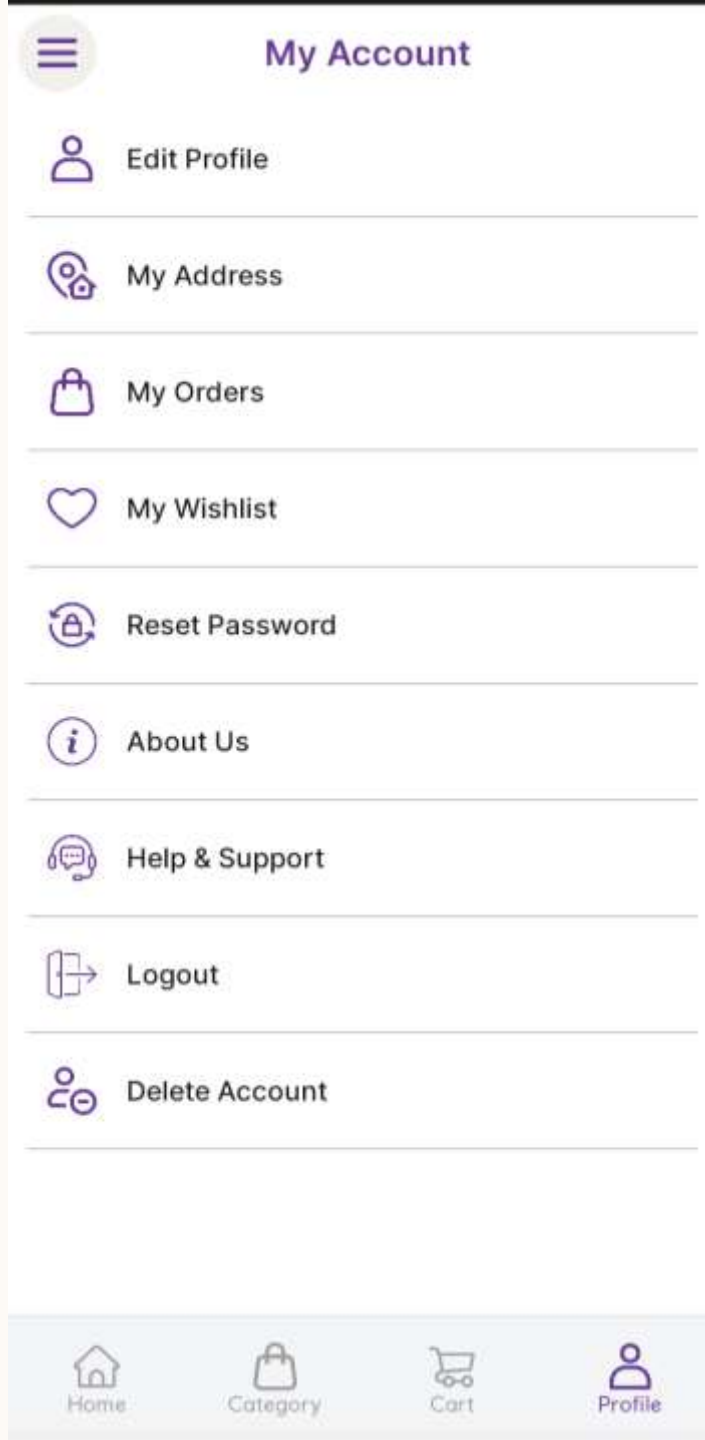 My Account
Edit Profile
My Address
My Orders
My Wishlist
Reset Password
About Us
Help & Support
Logout
Delete Account
Home Category Cart Profile